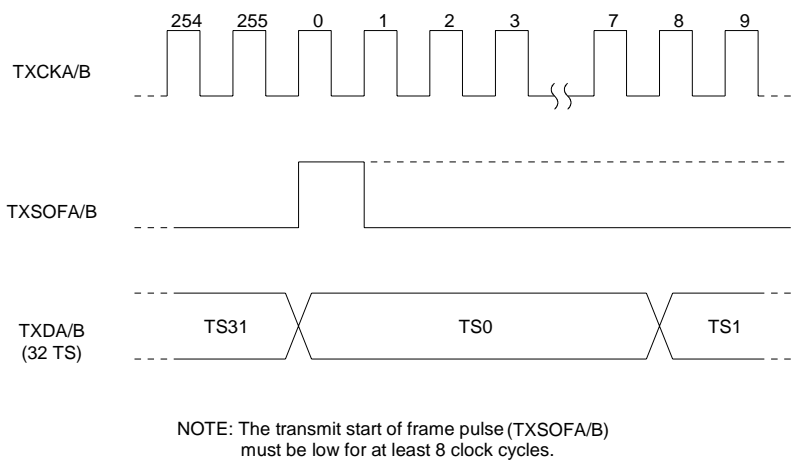 254 255 0 1 2 3 7 8 9
TXCKA/B
TXSOFA/B
TXDA/B
(32 TS)
TS31 TS0 TS1
NOTE: The transmit start of frame pulse (TXSOFA/B)
must be low for at least 8 clock cycles.